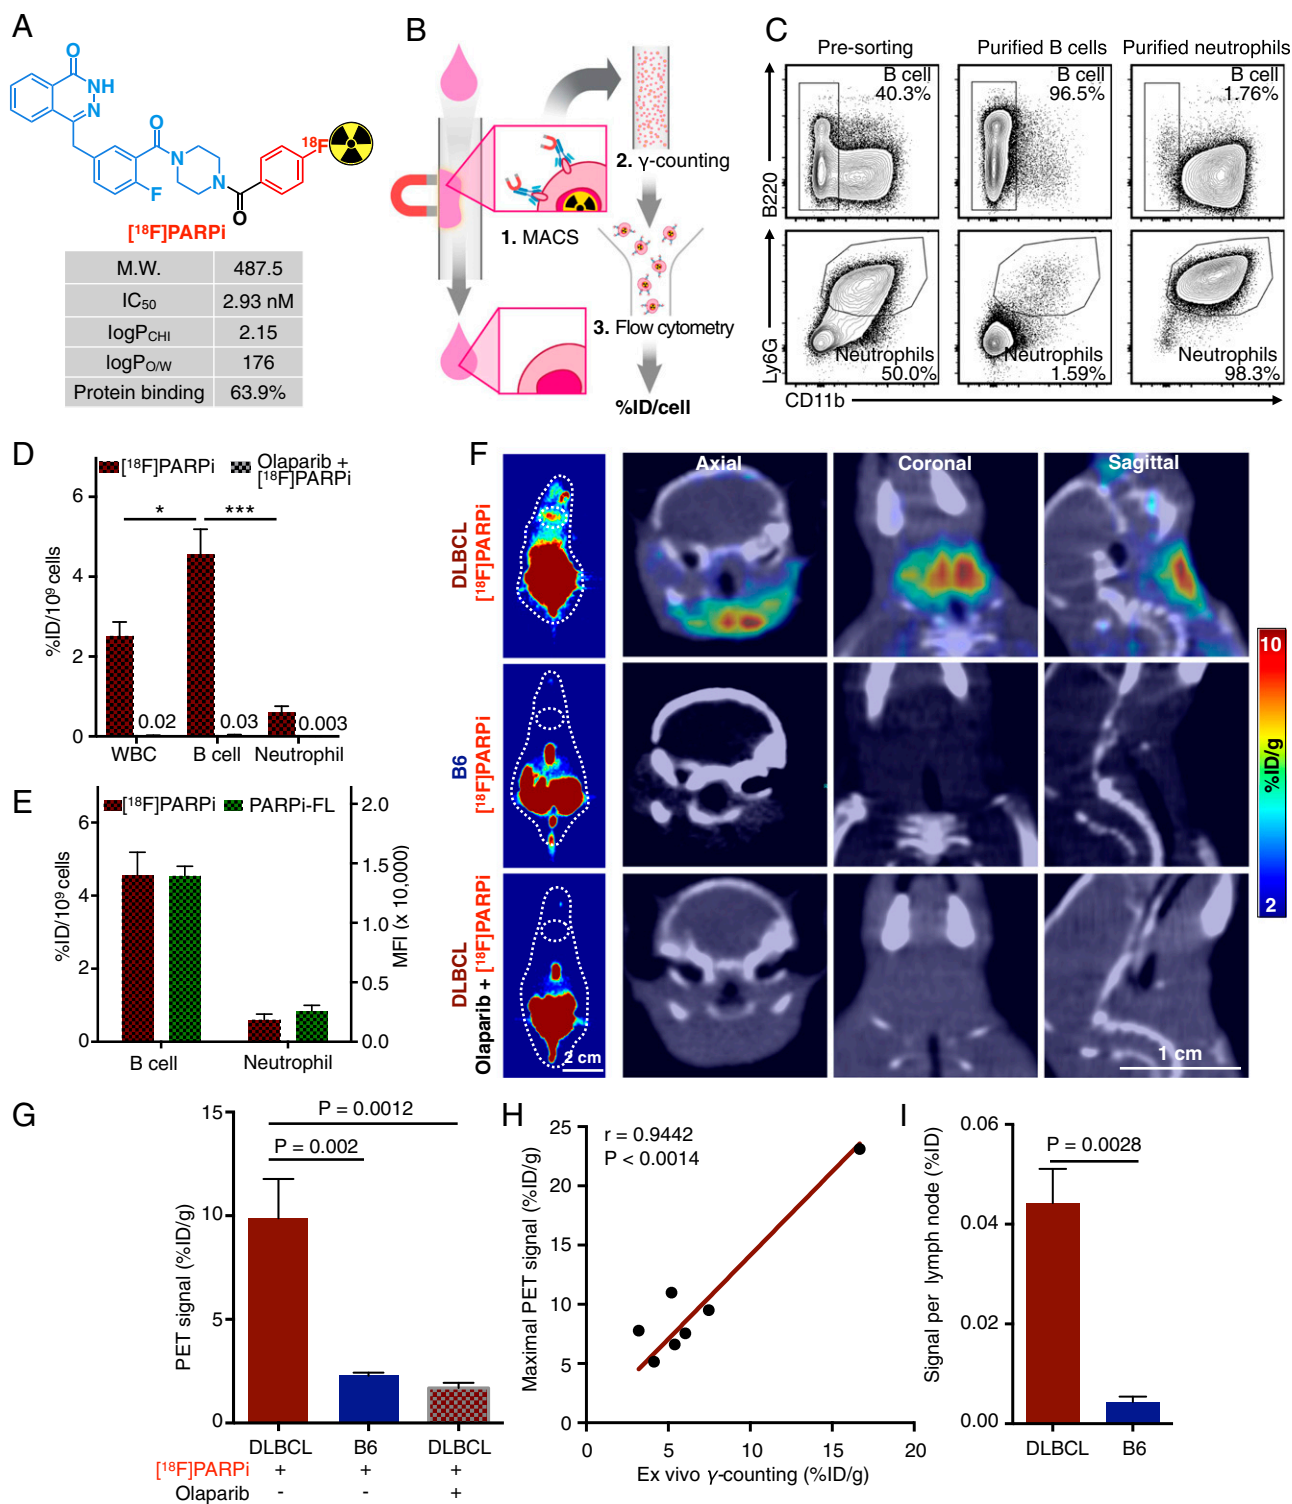 A
O
NH
N
O
N
F
N
O
¹⁸F
[¹⁸F]PARPi
M.W. 487.5
IC₅₀ 2.93 nM
logP_CHI 2.15
logP_O/W 176
Protein binding 63.9%
B
1. MACS
2. γ-counting
3. Flow cytometry
%ID/cell
C
Pre-sorting Purified B cells Purified neutrophils
B cell 40.3%
B cell 96.5%
B cell 1.76%
B220
Neutrophils 50.0%
Neutrophils 1.59%
Neutrophils 98.3%
Ly6G
CD11b
D
[¹⁸F]PARPi
Olaparib +
[¹⁸F]PARPi
* ***
%ID/10⁹ cells
6
4
2
0
0.02 0.03 0.003
WBC B cell Neutrophil
E
[¹⁸F]PARPi PARPi-FL
%ID/10⁹ cells
6
4
2
0
2.0
1.5
1.0
0.5
0.0
MFI (x 10,000)
B cell Neutrophil
F
Axial Coronal Sagittal
DLBCL
[¹⁸F]PARPi
B6
[¹⁸F]PARPi
DLBCL
Olaparib + [¹⁸F]PARPi
2 cm
1 cm
10
%ID/g
2
G
PET signal (%ID/g)
15
10
5
0
P = 0.0012
P = 0.002
DLBCL B6 DLBCL
[¹⁸F]PARPi + + +
Olaparib - - +
H
Maximal PET signal (%ID/g)
25
20
15
10
5
0
r = 0.9442
P < 0.0014
0 5 10 15 20
Ex vivo γ-counting (%ID/g)
I
Signal per lymph node (%ID)
0.06
0.04
0.02
0.00
P = 0.0028
DLBCL B6